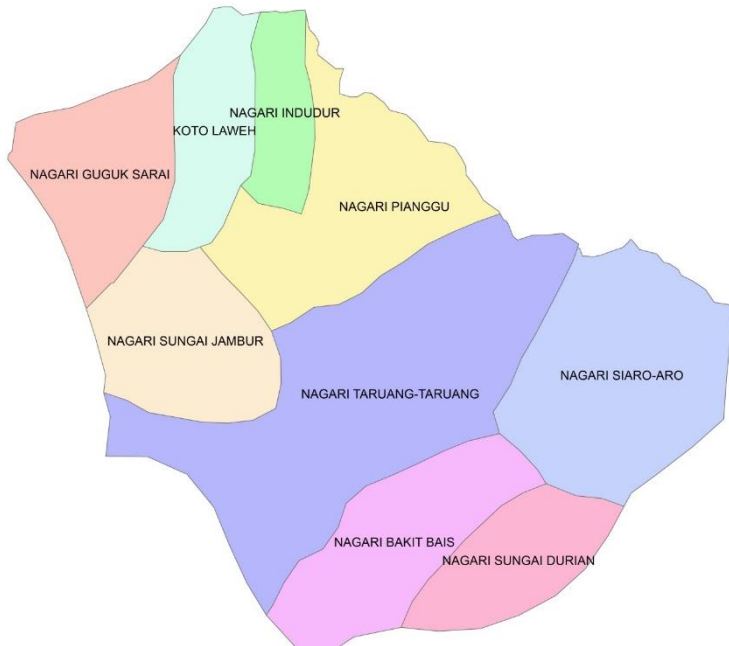 NAGARI INDUDUR
KOTO LAWEH
NAGARI GUGUK SARAI
NAGARI PIANGGU
NAGARI SUNGAI JAMBUR
NAGARI SIARO-ARO
NAGARI TARUANG-TARUANG
NAGARI BAKIT BAIS
NAGARI SUNGAI DURIAN